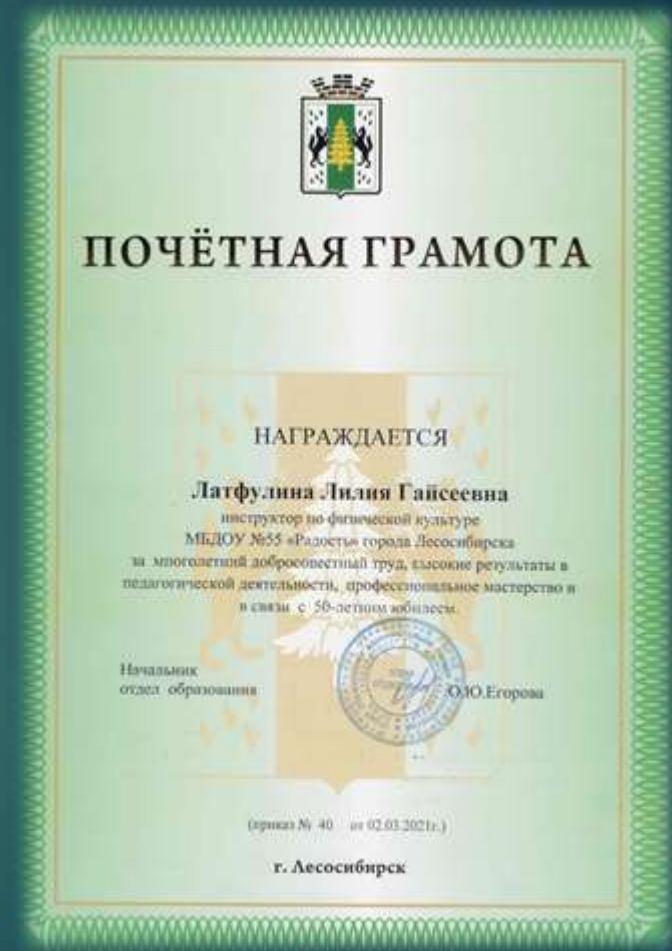 ПОЧЁТНАЯ ГРАМОТА
НАГРАЖДАЕТСЯ
Латфулина Лилия Гайсеевна
инструктор по физической культуре
МБДОУ №55 «Радость» города Лесосибирска
за многолетний добросовестный труд, высокие результаты в
педагогической деятельности, профессиональное мастерство и
в связи с 50-летним юбилеем.
Начальник
отдел образования
О.Ю.Егорова
(приказ № 40 от 02.03.2021г.)
г. Лесосибирск